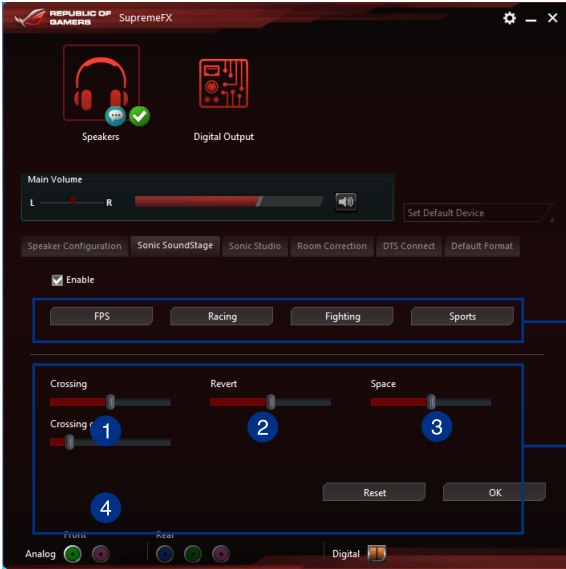 REPUBLIC OF
GAMERS
SupremeFX
Speakers
Digital Output
Main Volume
L R
Set Default Device
Speaker Configuration Sonic SoundStage Sonic Studio Room Correction DTS Connect Default Format
Enable
FPS Racing Fighting Sports
Crossing Revert Space
Crossing
1 2 3
Reset OK
4
Front Rear
Analog Digital